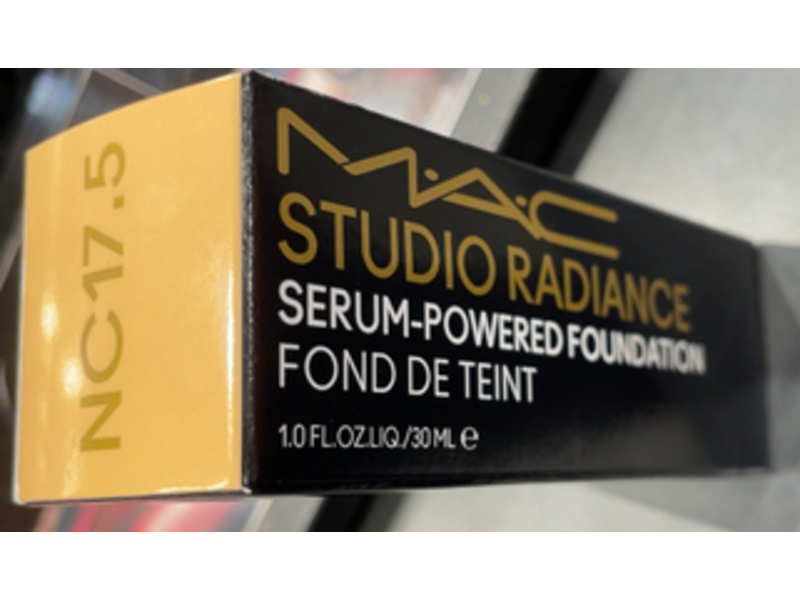 NC17.5
M·A·C
STUDIO RADIANCE
SERUM-POWERED FOUNDATION
FOND DE TEINT
1.0 FL.OZ.LIQ./30 ML ℮